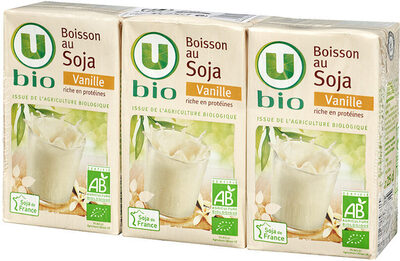 U
bio
Boisson
au
Soja
Vanille
riche en protéines
ISSUE DE L'AGRICULTURE BIOLOGIQUE
Soja de
France
AB
U
bio
Boisson
au
Soja
Vanille
riche en protéines
ISSUE DE L'AGRICULTURE BIOLOGIQUE
Soja de
France
AB
U
bio
Boisson
au
Soja
Vanille
riche en protéines
ISSUE DE L'AGRICULTURE BIOLOGIQUE
Soja de
France
AB